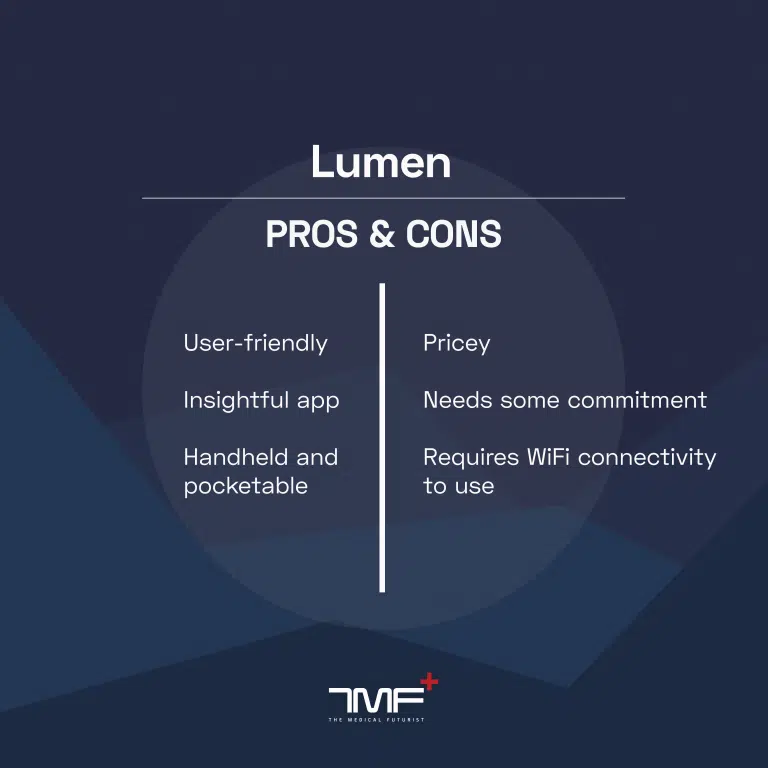 Lumen
PROS & CONS
User-friendly
Insightful app
Handheld and
pocketable
Pricey
Needs some commitment
Requires WiFi connectivity
to use
TMF+
THE MEDICAL FUTURIST